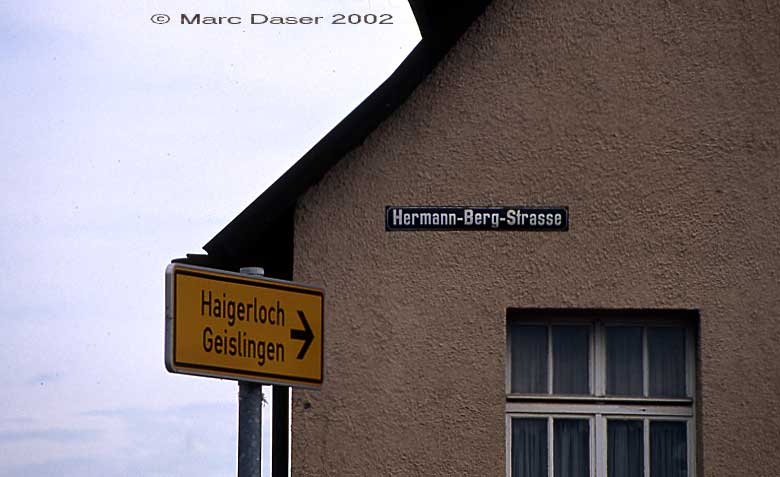 © Marc Daser 2002
Hermann-Berg-Strasse
Haigerloch
Geislingen